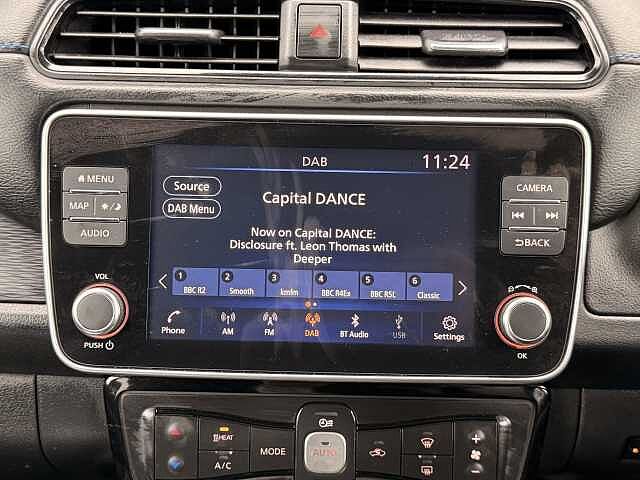 DAB
11:24
MENU
MAP
AUDIO
Source
DAB Menu
Capital DANCE
Now on Capital DANCE:
Disclosure ft. Leon Thomas with
Deeper
CAMERA
BACK
1 2 3 4 5 6
BBC R2 Smooth kmfm BBC R4Ex BBC R5L Classic
VOL
PUSH
Phone AM FM DAB BT Audio USB Settings
OK
HEAT
A/C
MODE
AUTO
+
-